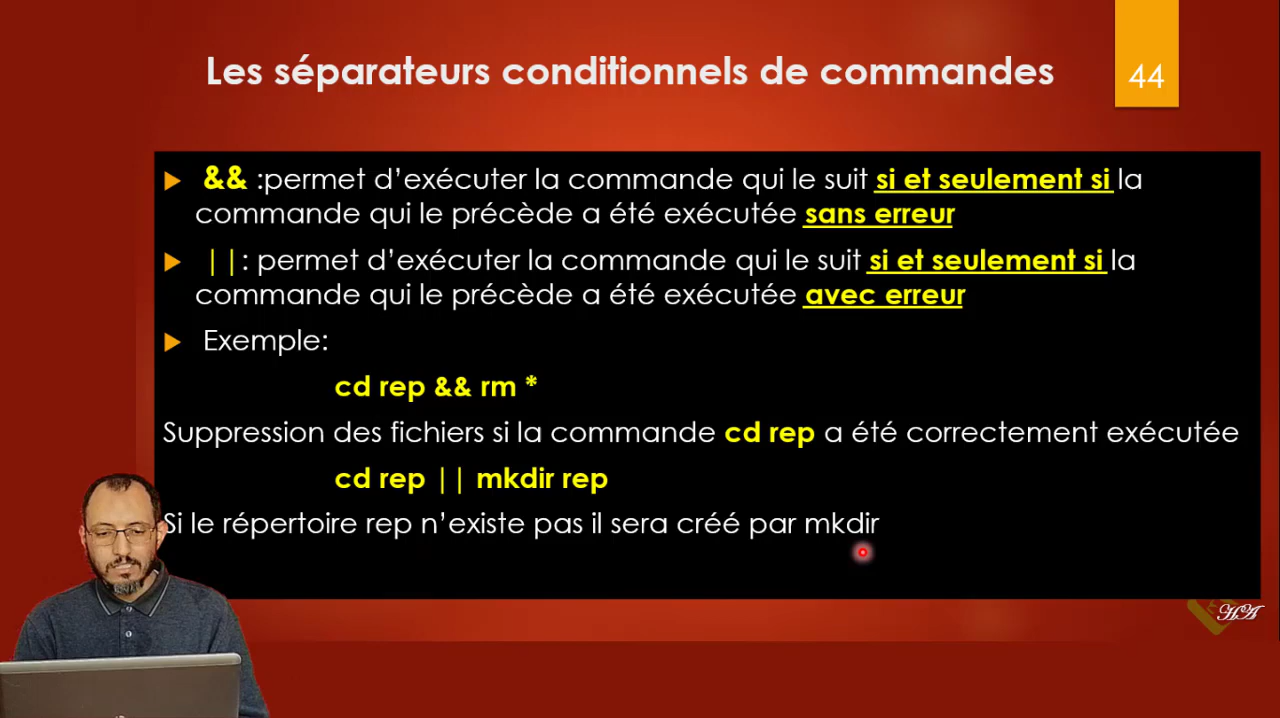 Les séparateurs conditionnels de commandes
44
&& :permet d’exécuter la commande qui le suit si et seulement si la
commande qui le précède a été exécutée sans erreur
||: permet d’exécuter la commande qui le suit si et seulement si la
commande qui le précède a été exécutée avec erreur
Exemple:
cd rep && rm *
Suppression des fichiers si la commande cd rep a été correctement exécutée
cd rep || mkdir rep
Si le répertoire rep n’existe pas il sera créé par mkdir
HA